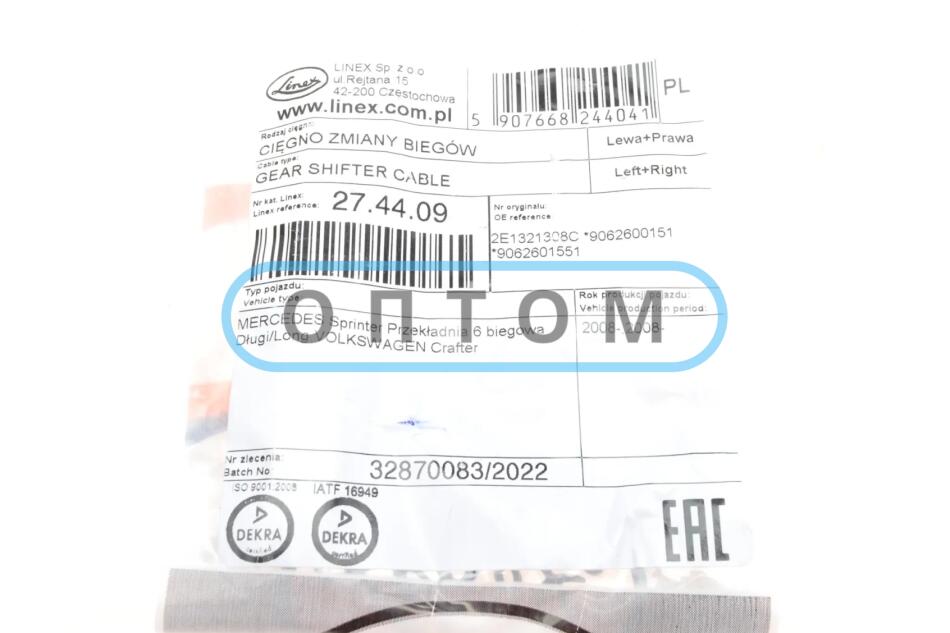 Linex
LINEX Sp. z o.o
ul.Rejtana 15
42-200 Częstochowa
www.linex.com.pl
5 907668 244041
PL
Rodzaj cięgna:
CIĘGNO ZMIANY BIEGÓW
Lewa+Prawa
Cable type:
GEAR SHIFTER CABLE
Left+Right
Nr kat. Linex:
Linex reference:
27.44.09
Nr oryginału:
OE reference
2E1321308C *9062600151
*9062601551
Typ pojazdu:
Vehicle type
Rok produkcji pojazdu:
Vehicle production period:
ОПТОМ
MERCEDES Sprinter Przekładnia 6 biegowa
Długi/Long VOLKSWAGEN Crafter
2008-,2008-
Nr zlecenia:
Batch No
32870083/2022
ISO 9001:2008
IATF 16949
DEKRA
DEKRA
EAC